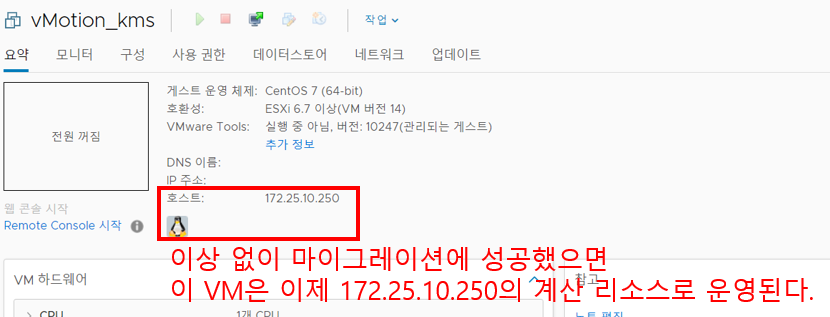 vMotion_kms
작업
요약 모니터 구성 사용 권한 데이터스토어 네트워크 업데이트
전원 꺼짐
게스트 운영 체제: CentOS 7 (64-bit)
호환성: ESXi 6.7 이상(VM 버전 14)
VMware Tools: 실행 중 아님, 버전: 10247(관리되는 게스트)
추가 정보
DNS 이름:
IP 주소:
호스트: 172.25.10.250
웹 콘솔 시작
Remote Console 시작
이상 없이 마이그레이션에 성공했으면
이 VM은 이제 172.25.10.250의 계산 리소스로 운영된다.
VM 하드웨어
참고
CPU 1개 CPU
노트 편집